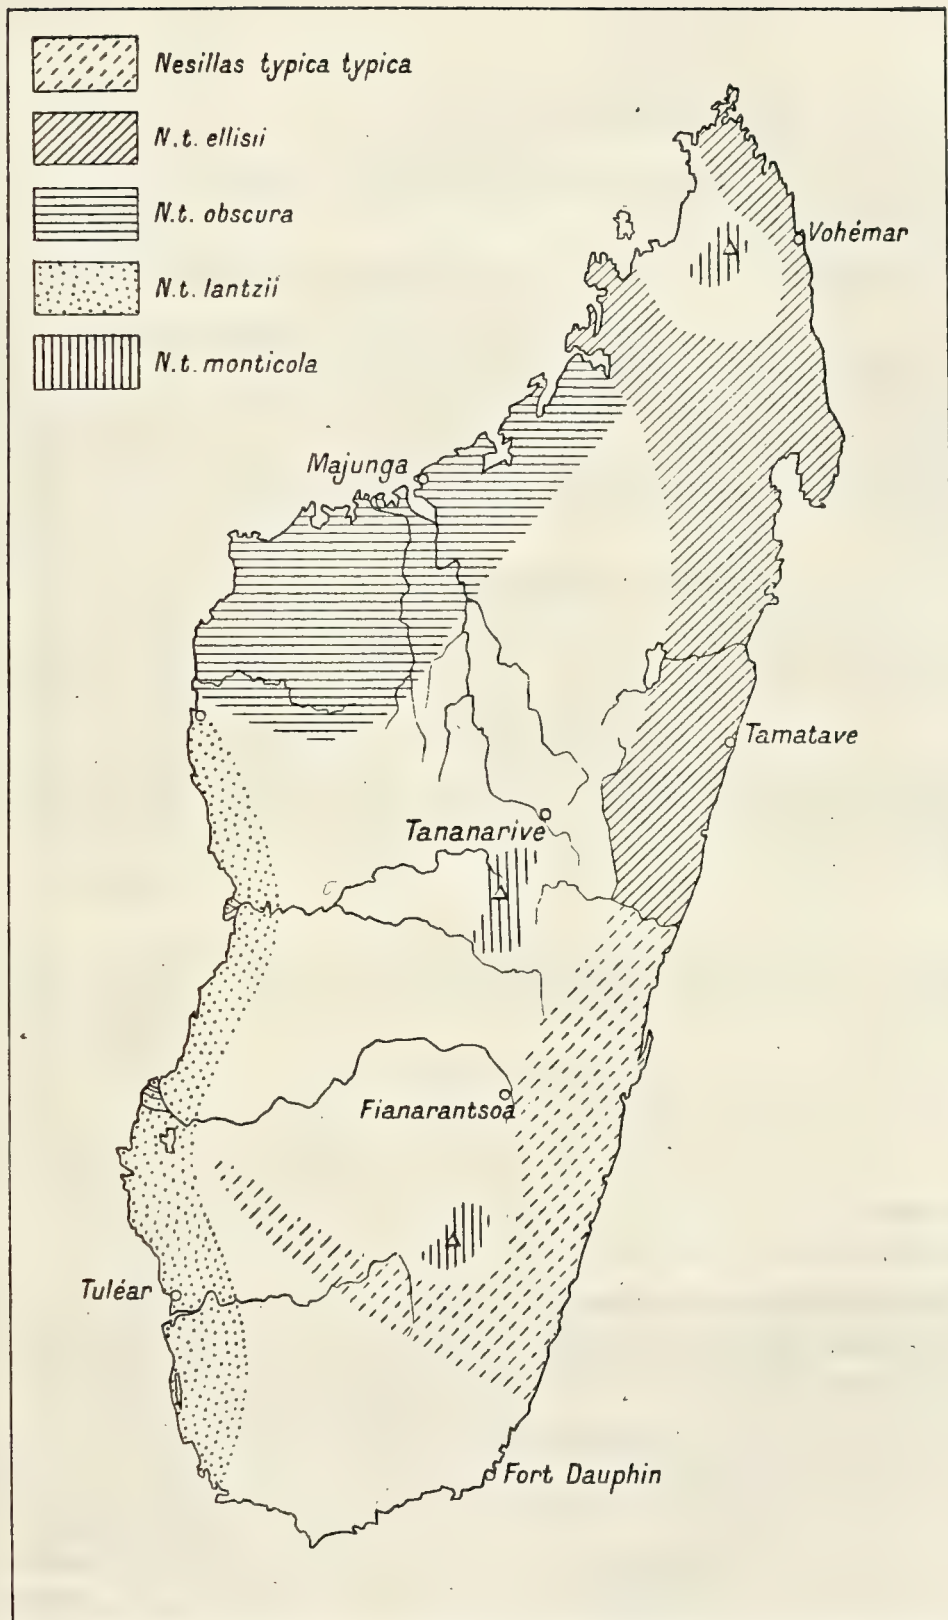 Nesillas typica typica
N.t. ellisii
N.t. obscura
N.t. lantzii
N.t. monticola
Vohémar
Majunga
Tamatave
Tananarive
Fianarantsoa
Tuléar
Fort Dauphin